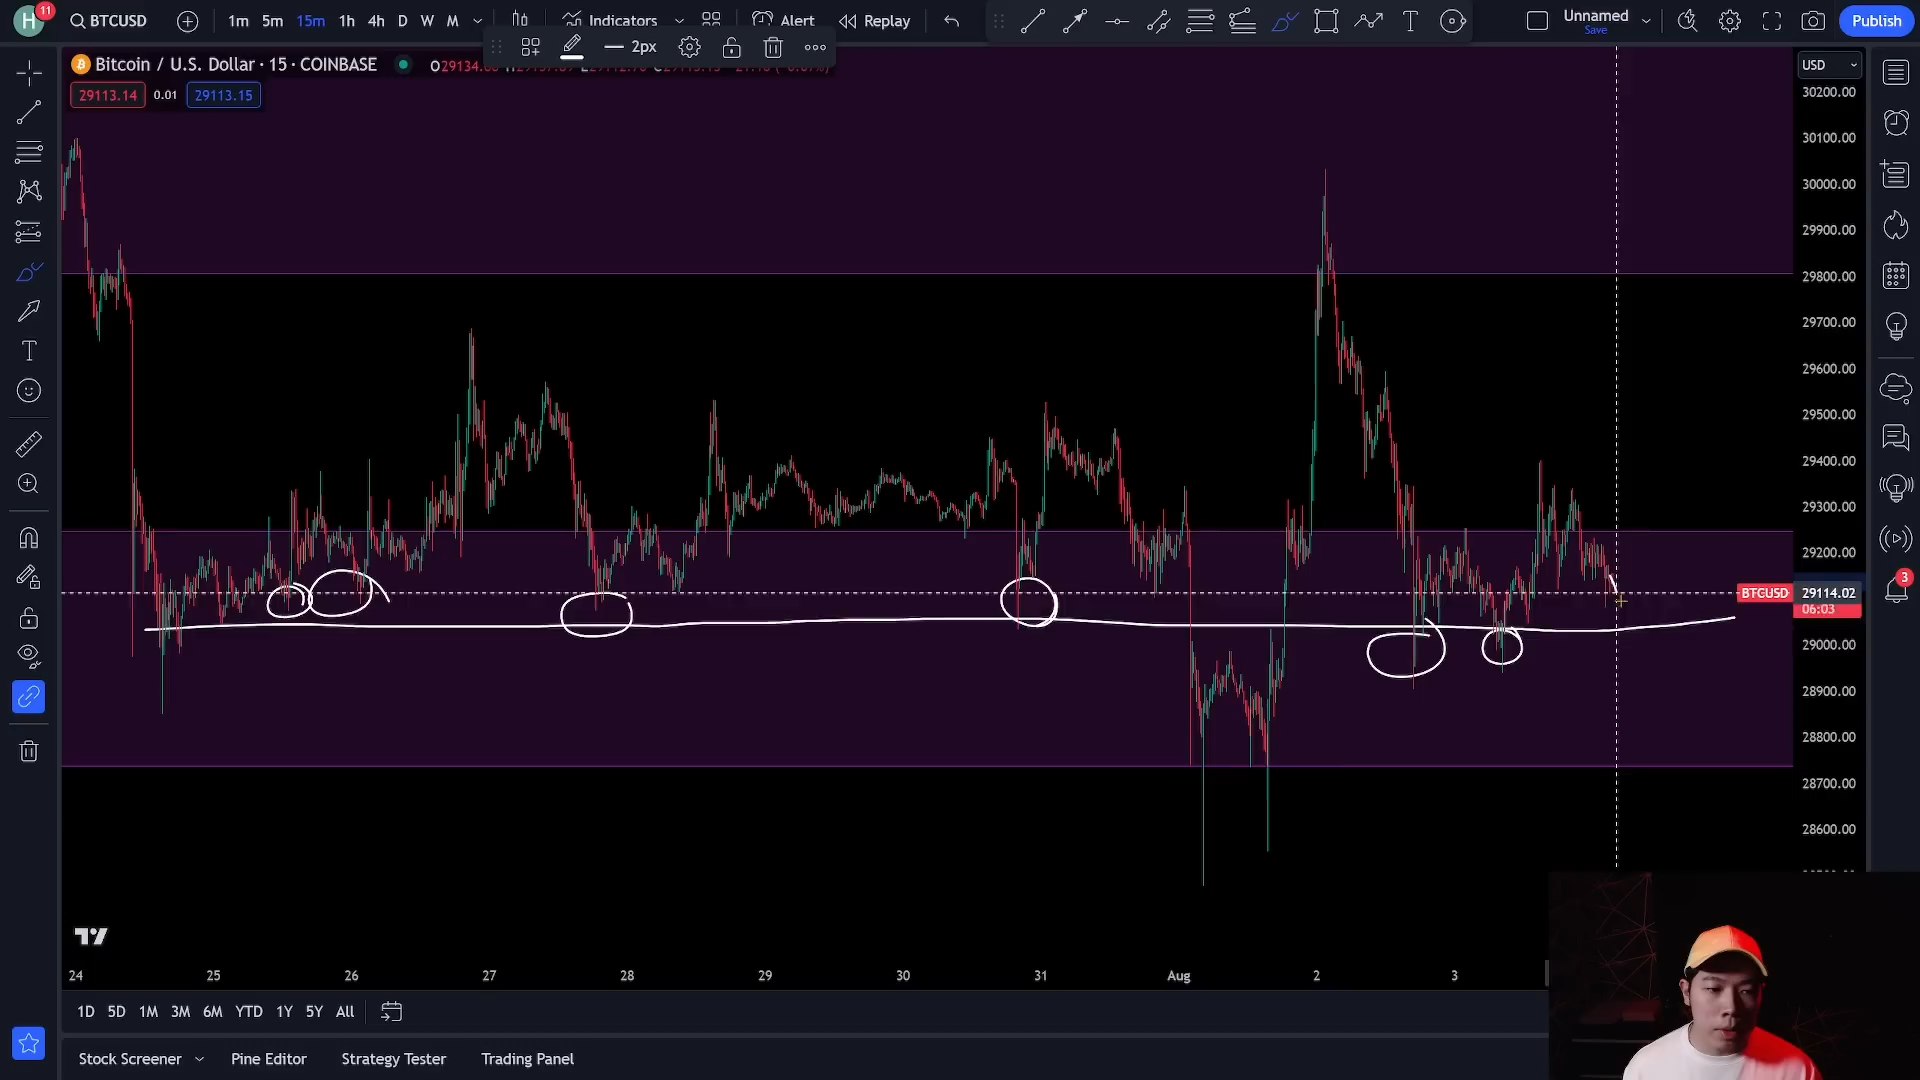 H
11
BTCUSD
1m 5m 15m 1h 4h D W M
Indicators
Alert
Replay
Unnamed
Save
Publish
2px
Bitcoin / U.S. Dollar · 15 · COINBASE
29113.14 0.01 29113.15
USD
30200.00
30100.00
30000.00
29900.00
29800.00
29700.00
29600.00
29500.00
29400.00
29300.00
29200.00
BTCUSD 29114.02
06:03
29000.00
28900.00
28800.00
28700.00
28600.00
3
24 25 26 27 28 29 30 31 Aug 2 3
1D 5D 1M 3M 6M YTD 1Y 5Y All
Stock Screener Pine Editor Strategy Tester Trading Panel